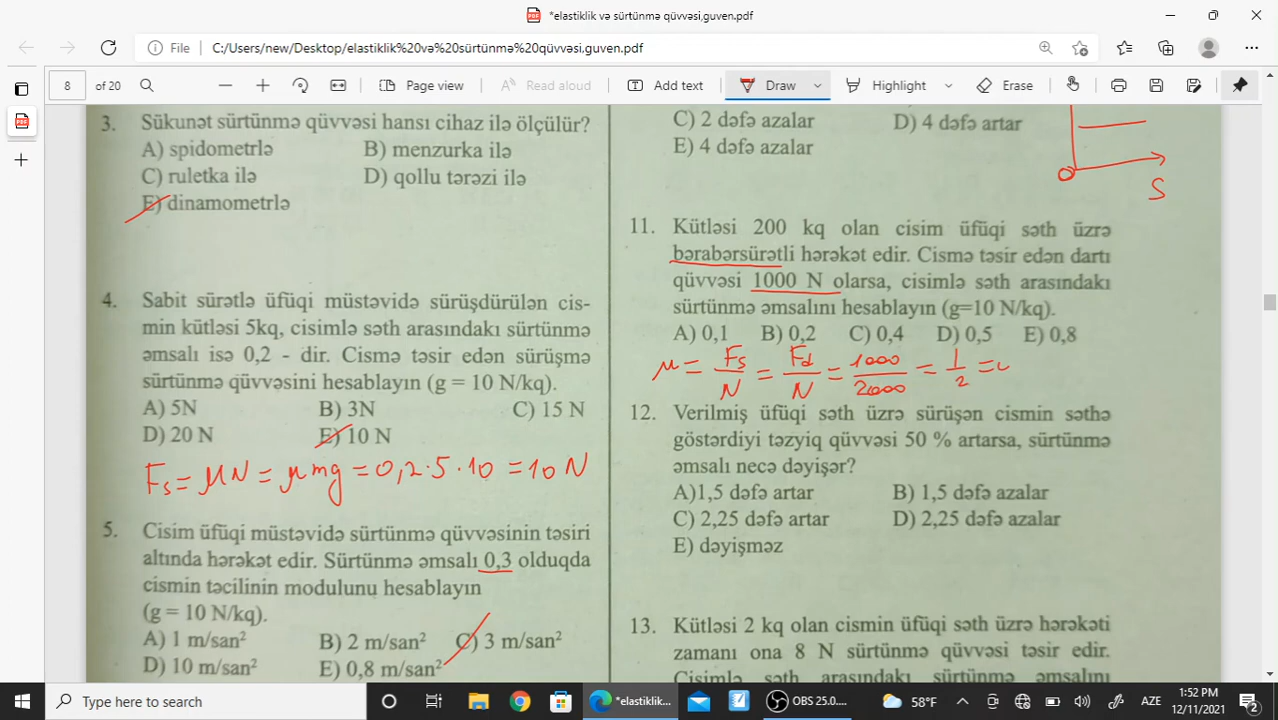 *elastiklik və sürtünmə qüvvəsi,guven.pdf
File C:/Users/new/Desktop/elastiklik%20və%20sürtünmə%20qüvvəsi.guven.pdf
8 of 20 Page view Read aloud Add text Draw Highlight Erase
3. Sükunət sürtünmə qüvvəsi hansı cihaz ilə ölçülür?
A) spidometrlə B) menzurka ilə
C) ruletka ilə D) qollu tərəzi ilə
E) dinamometrlə
4. Sabit sürətlə üfüqi müstəvidə sürüşdürülən cis-
min kütləsi 5kq, cisimlə səth arasındakı sürtünmə
əmsalı isə 0,2 - dir. Cismə təsir edən sürüşmə
sürtünmə qüvvəsini hesablayın (g = 10 N/kq).
A) 5N B) 3N C) 15 N
D) 20 N E) 10 N
Fs = μN = μmg = 0,2·5·10 = 10 N
5. Cisim üfüqi müstəvidə sürtünmə qüvvəsinin təsiri
altında hərəkət edir. Sürtünmə əmsalı 0,3 olduqda
cismin təcilinin modulunu hesablayın
(g = 10 N/kq).
A) 1 m/san² B) 2 m/san² C) 3 m/san²
D) 10 m/san² E) 0,8 m/san²
C) 2 dəfə azalar D) 4 dəfə artar
E) 4 dəfə azalar
0 S
11. Kütləsi 200 kq olan cisim üfüqi səth üzrə
bərabərsürətli hərəkət edir. Cismə təsir edən dartı
qüvvəsi 1000 N olarsa, cisimlə səth arasındakı
sürtünmə əmsalını hesablayın (g=10 N/kq).
A) 0,1 B) 0,2 C) 0,4 D) 0,5 E) 0,8
μ = Fs/N = Fd/N = 1000/2000 = 1/2 =
12. Verilmiş üfüqi səth üzrə sürüşən cismin səthə
göstərdiyi təzyiq qüvvəsi 50 % artarsa, sürtünmə
əmsalı necə dəyişər?
A)1,5 dəfə artar B) 1,5 dəfə azalar
C) 2,25 dəfə artar D) 2,25 dəfə azalar
E) dəyişməz
13. Kütləsi 2 kq olan cismin üfüqi səth üzrə hərəkəti
zamanı ona 8 N sürtünmə qüvvəsi təsir edir.
Cisimlə səth arasındakı sürtünmə əmsalını
Type here to search
*elastiklik...
OBS 25.0....
58°F
AZE
1:52 PM
12/11/2021
2